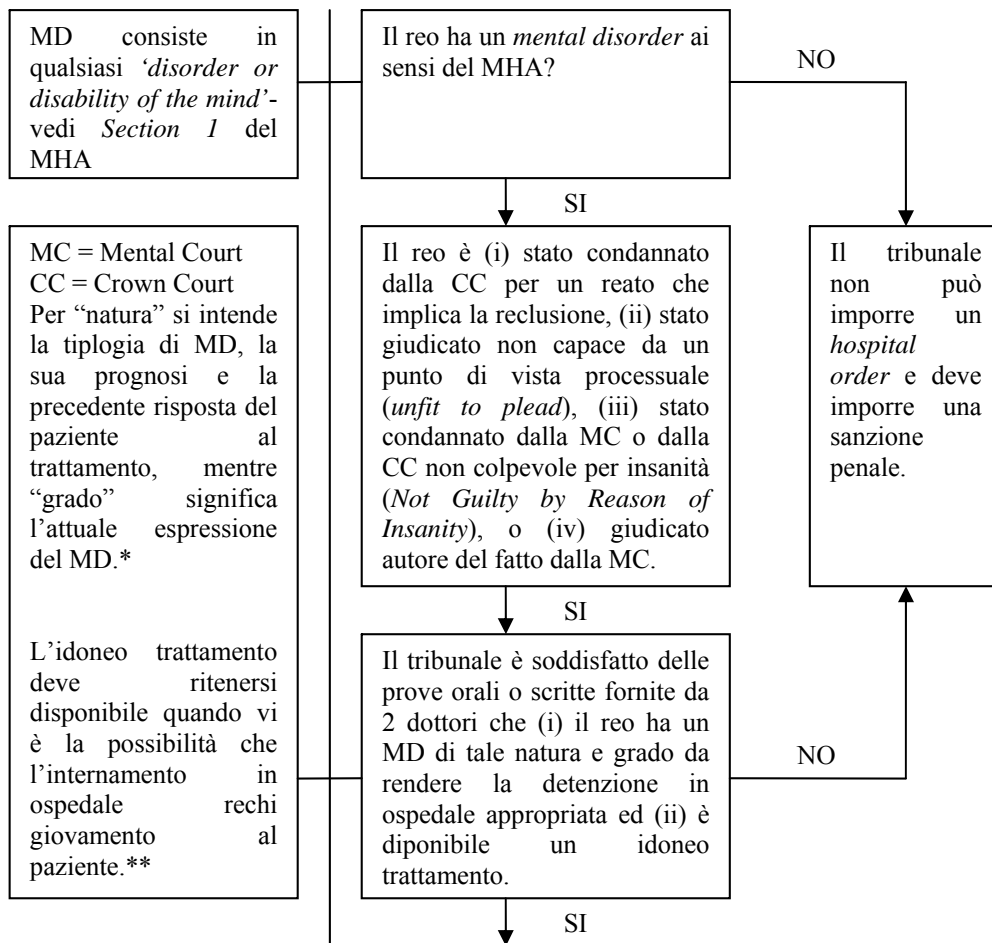 MD consiste in
qualsiasi ‘disorder or
disability of the mind’-
vedi Section 1 del
MHA
Il reo ha un mental disorder ai
sensi del MHA?
NO
SI
MC = Mental Court
CC = Crown Court
Per “natura” si intende
la tiplogia di MD, la
sua prognosi e la
precedente risposta del
paziente al
trattamento, mentre
“grado” significa
l’attuale espressione
del MD.*
L’idoneo trattamento
deve ritenersi
disponibile quando vi
è la possibilità che
l’internamento in
ospedale rechi
giovamento al
paziente.**
Il reo è (i) stato condannato
dalla CC per un reato che
implica la reclusione, (ii) stato
giudicato non capace da un
punto di vista processuale
(unfit to plead), (iii) stato
condannato dalla MC o dalla
CC non colpevole per insanità
(Not Guilty by Reason of
Insanity), o (iv) giudicato
autore del fatto dalla MC.
Il tribunale
non può
imporre un
hospital
order e deve
imporre una
sanzione
penale.
SI
Il tribunale è soddisfatto delle
prove orali o scritte fornite da
2 dottori che (i) il reo ha un
MD di tale natura e grado da
rendere la detenzione in
ospedale appropriata ed (ii) è
diponibile un idoneo
trattamento.
NO
SI